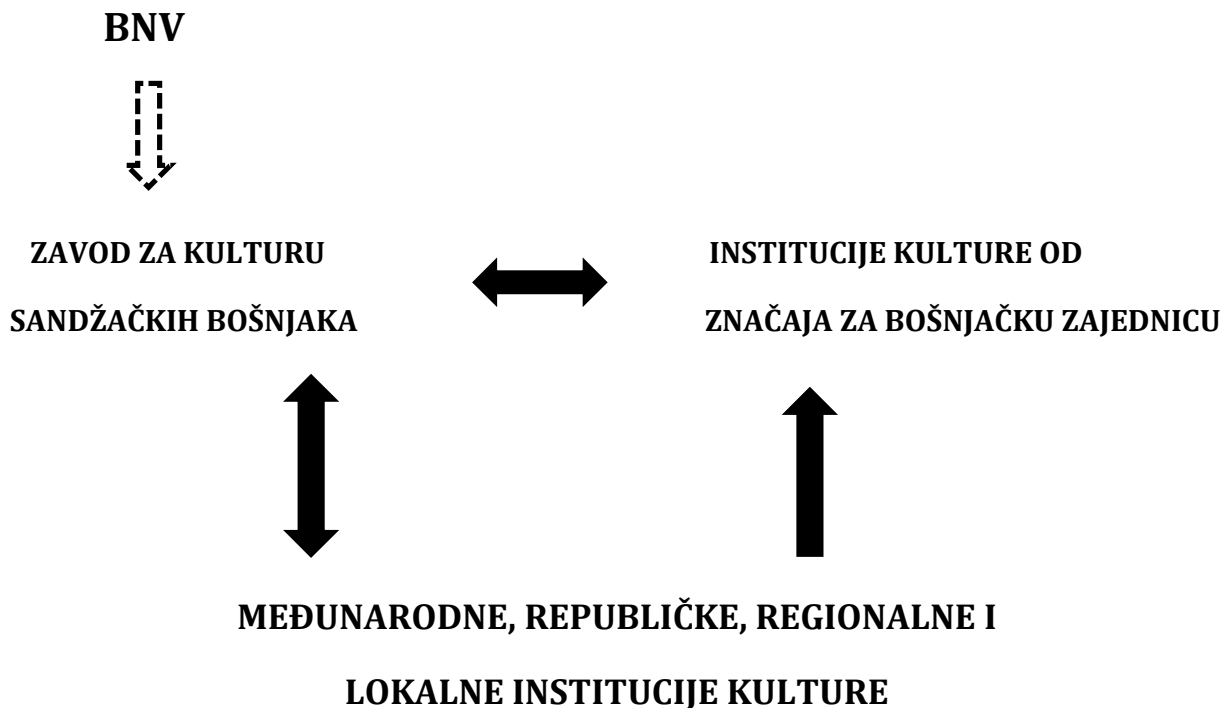 BNV
ZAVOD ZA KULTURU
SANDŽAČKIH BOŠNJAKA
INSTITUCIJE KULTURE OD
ZNAČAJA ZA BOŠNJAČKU ZAJEDNICU
MEĐUNARODNE, REPUBLIČKE, REGIONALNE I
LOKALNE INSTITUCIJE KULTURE